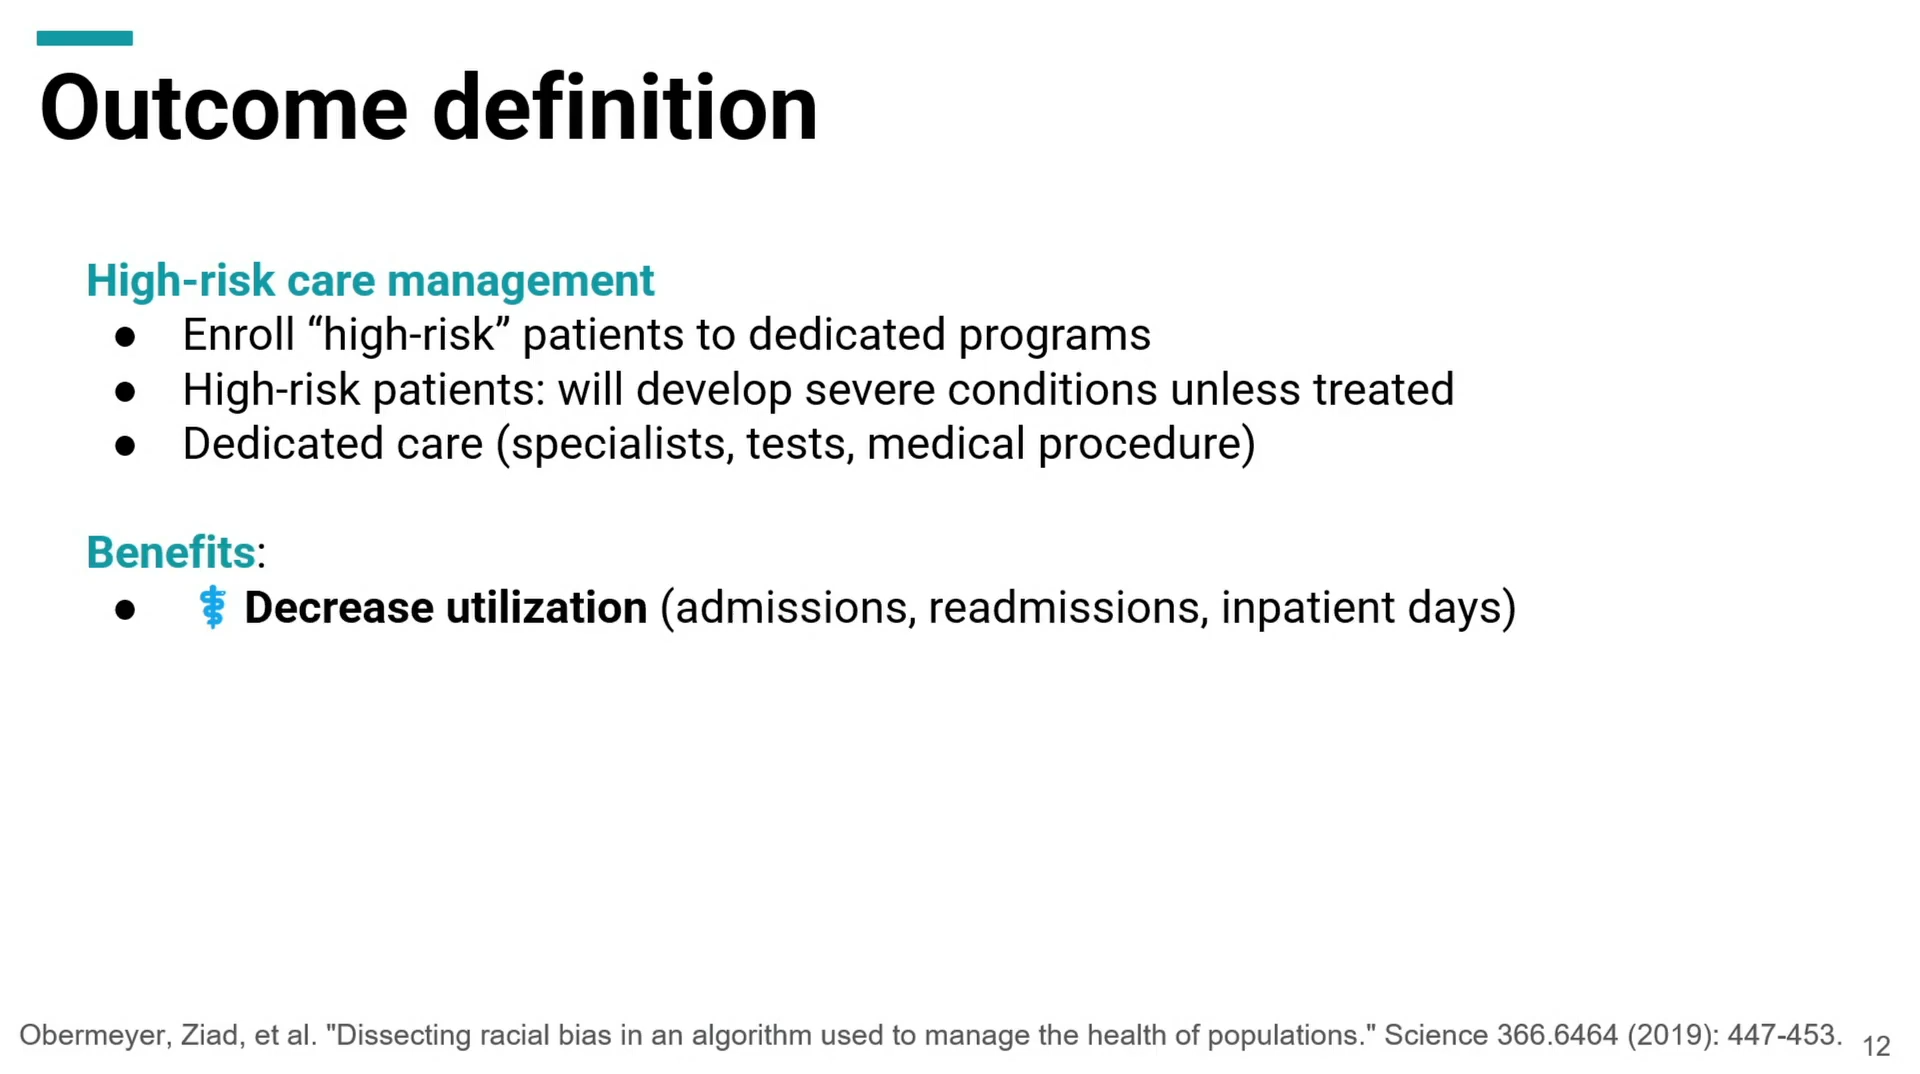 Outcome definition
High-risk care management
● Enroll “high-risk” patients to dedicated programs
● High-risk patients: will develop severe conditions unless treated
● Dedicated care (specialists, tests, medical procedure)
Benefits:
● ⚕ Decrease utilization (admissions, readmissions, inpatient days)
Obermeyer, Ziad, et al. "Dissecting racial bias in an algorithm used to manage the health of populations." Science 366.6464 (2019): 447-453.
12